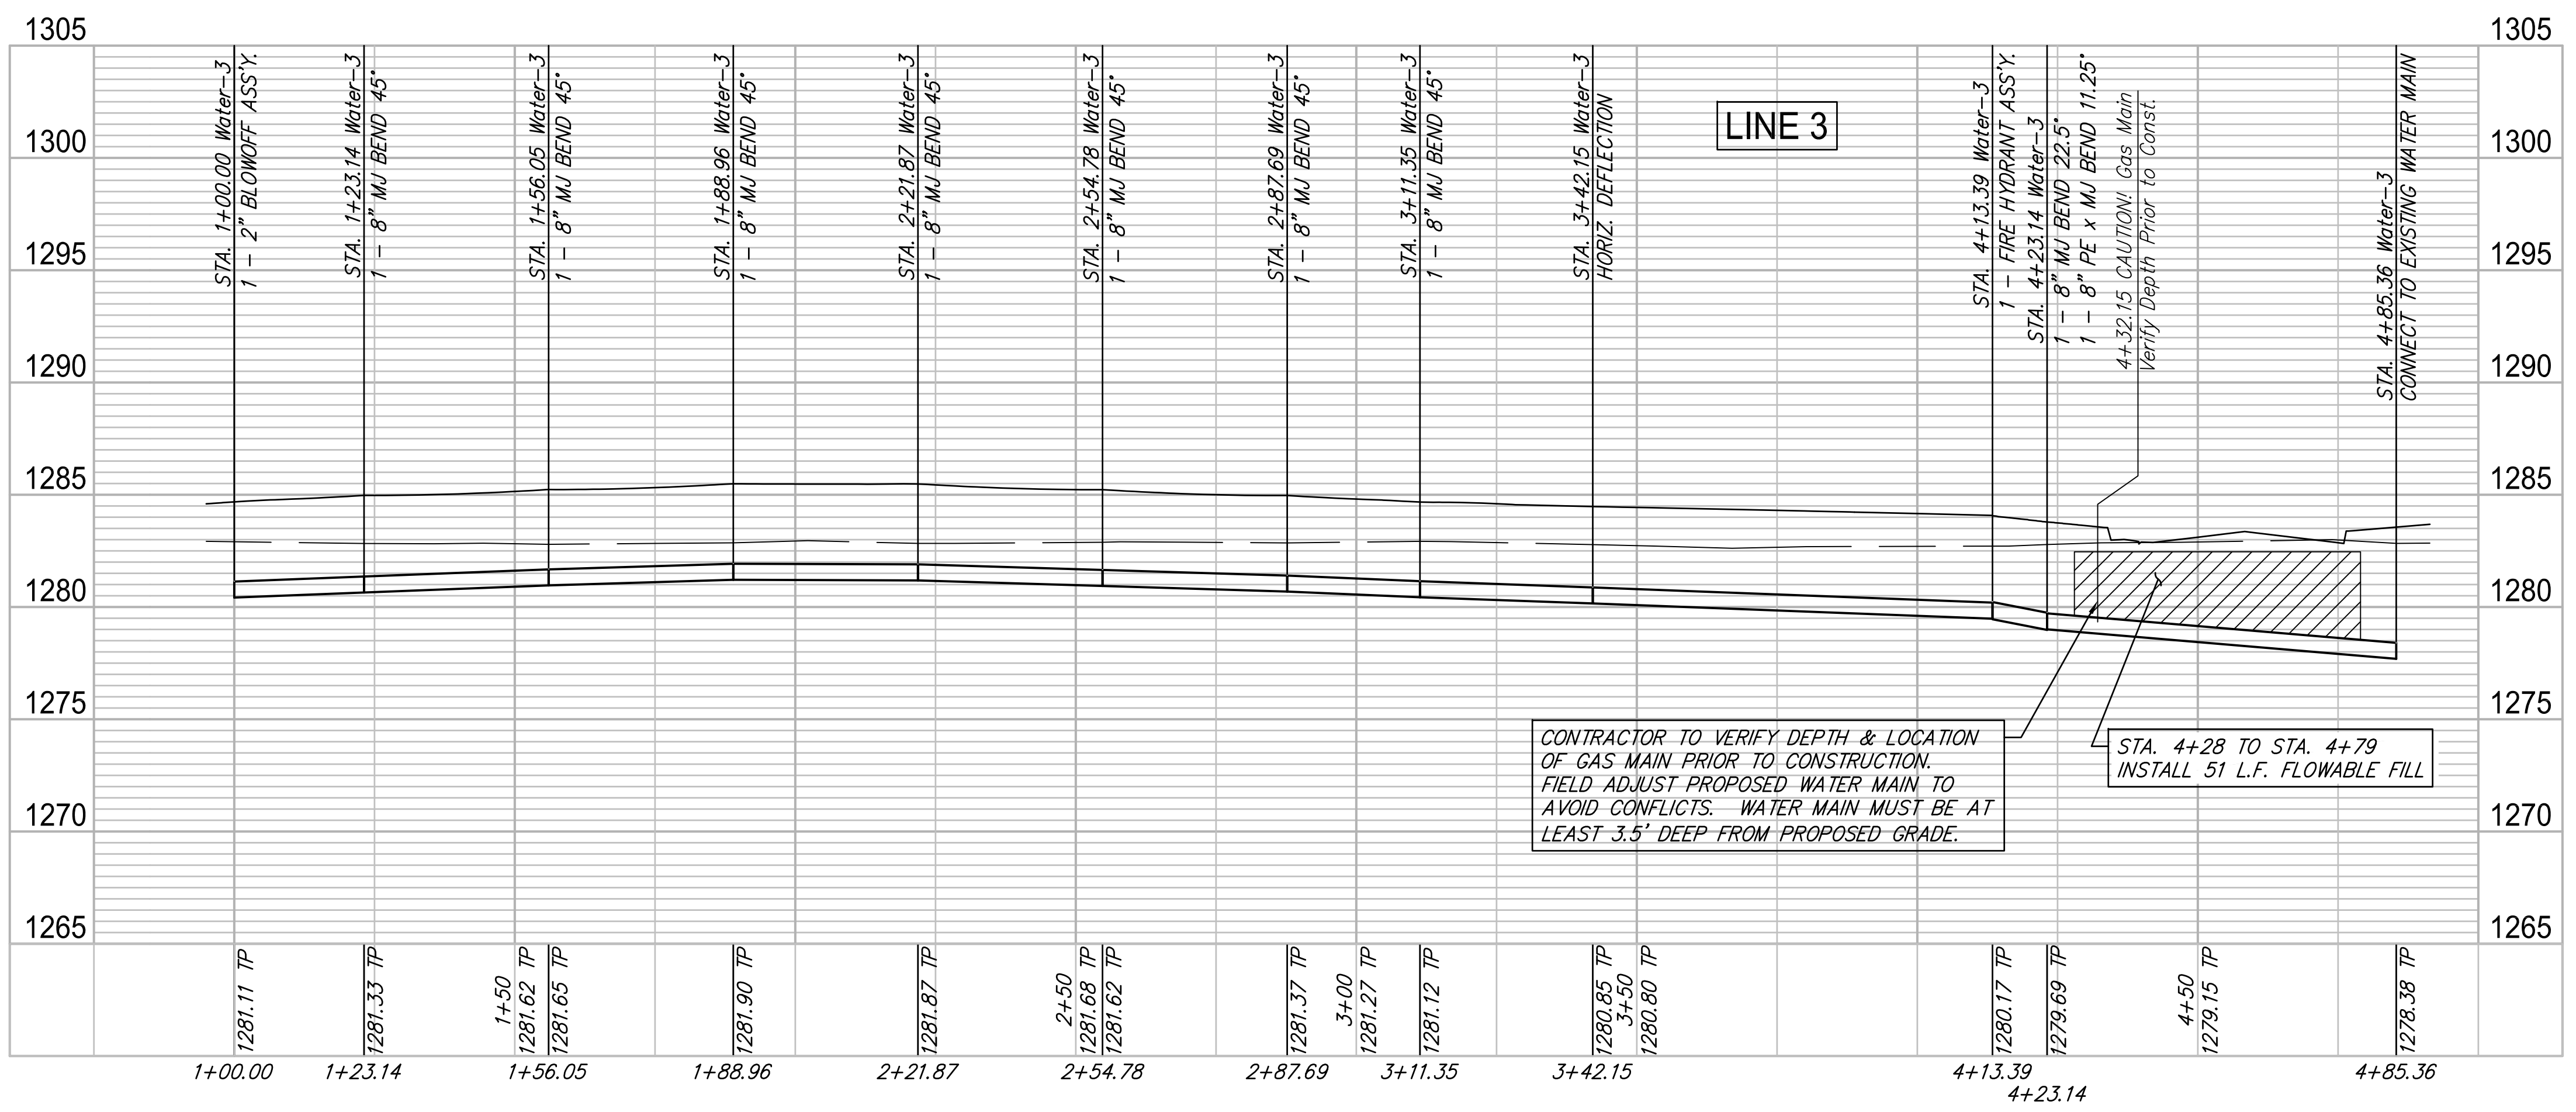 1305
1300
1295
1290
1285
1280
1275
1270
1265
1305
1300
1295
1290
1285
1280
1275
1270
1265
STA. 1+00.00 Water-3
1 - 2" BLOWOFF ASS'Y.
STA. 1+23.14 Water-3
1 - 8" MJ BEND 45°
STA. 1+56.05 Water-3
1 - 8" MJ BEND 45°
STA. 1+88.96 Water-3
1 - 8" MJ BEND 45°
STA. 2+21.87 Water-3
1 - 8" MJ BEND 45°
STA. 2+54.78 Water-3
1 - 8" MJ BEND 45°
STA. 2+87.69 Water-3
1 - 8" MJ BEND 45°
STA. 3+11.35 Water-3
1 - 8" MJ BEND 45°
STA. 3+42.15 Water-3
HORIZ. DEFLECTION
LINE 3
STA. 4+13.39 Water-3
1 - FIRE HYDRANT ASS'Y.
STA. 4+23.14 Water-3
1 - 8" MJ BEND 22.5°
1 - 8" PE x MJ BEND 11.25°
4+32.15 CAUTION! Gas Main
Verify Depth Prior to Const.
STA. 4+85.36 Water-3
CONNECT TO EXISTING WATER MAIN
CONTRACTOR TO VERIFY DEPTH & LOCATION
OF GAS MAIN PRIOR TO CONSTRUCTION.
FIELD ADJUST PROPOSED WATER MAIN TO
AVOID CONFLICTS. WATER MAIN MUST BE AT
LEAST 3.5' DEEP FROM PROPOSED GRADE.
STA. 4+28 TO STA. 4+79
INSTALL 51 L.F. FLOWABLE FILL
1281.11 TP
1281.33 TP
1+50
1281.62 TP
1281.65 TP
1281.90 TP
1281.87 TP
2+50
1281.68 TP
1281.62 TP
1281.37 TP
3+00
1281.27 TP
1281.12 TP
1280.85 TP
3+50
1280.80 TP
1280.17 TP
1279.69 TP
4+50
1279.15 TP
1278.38 TP
1+00.00
1+23.14
1+56.05
1+88.96
2+21.87
2+54.78
2+87.69
3+11.35
3+42.15
4+13.39
4+23.14
4+85.36